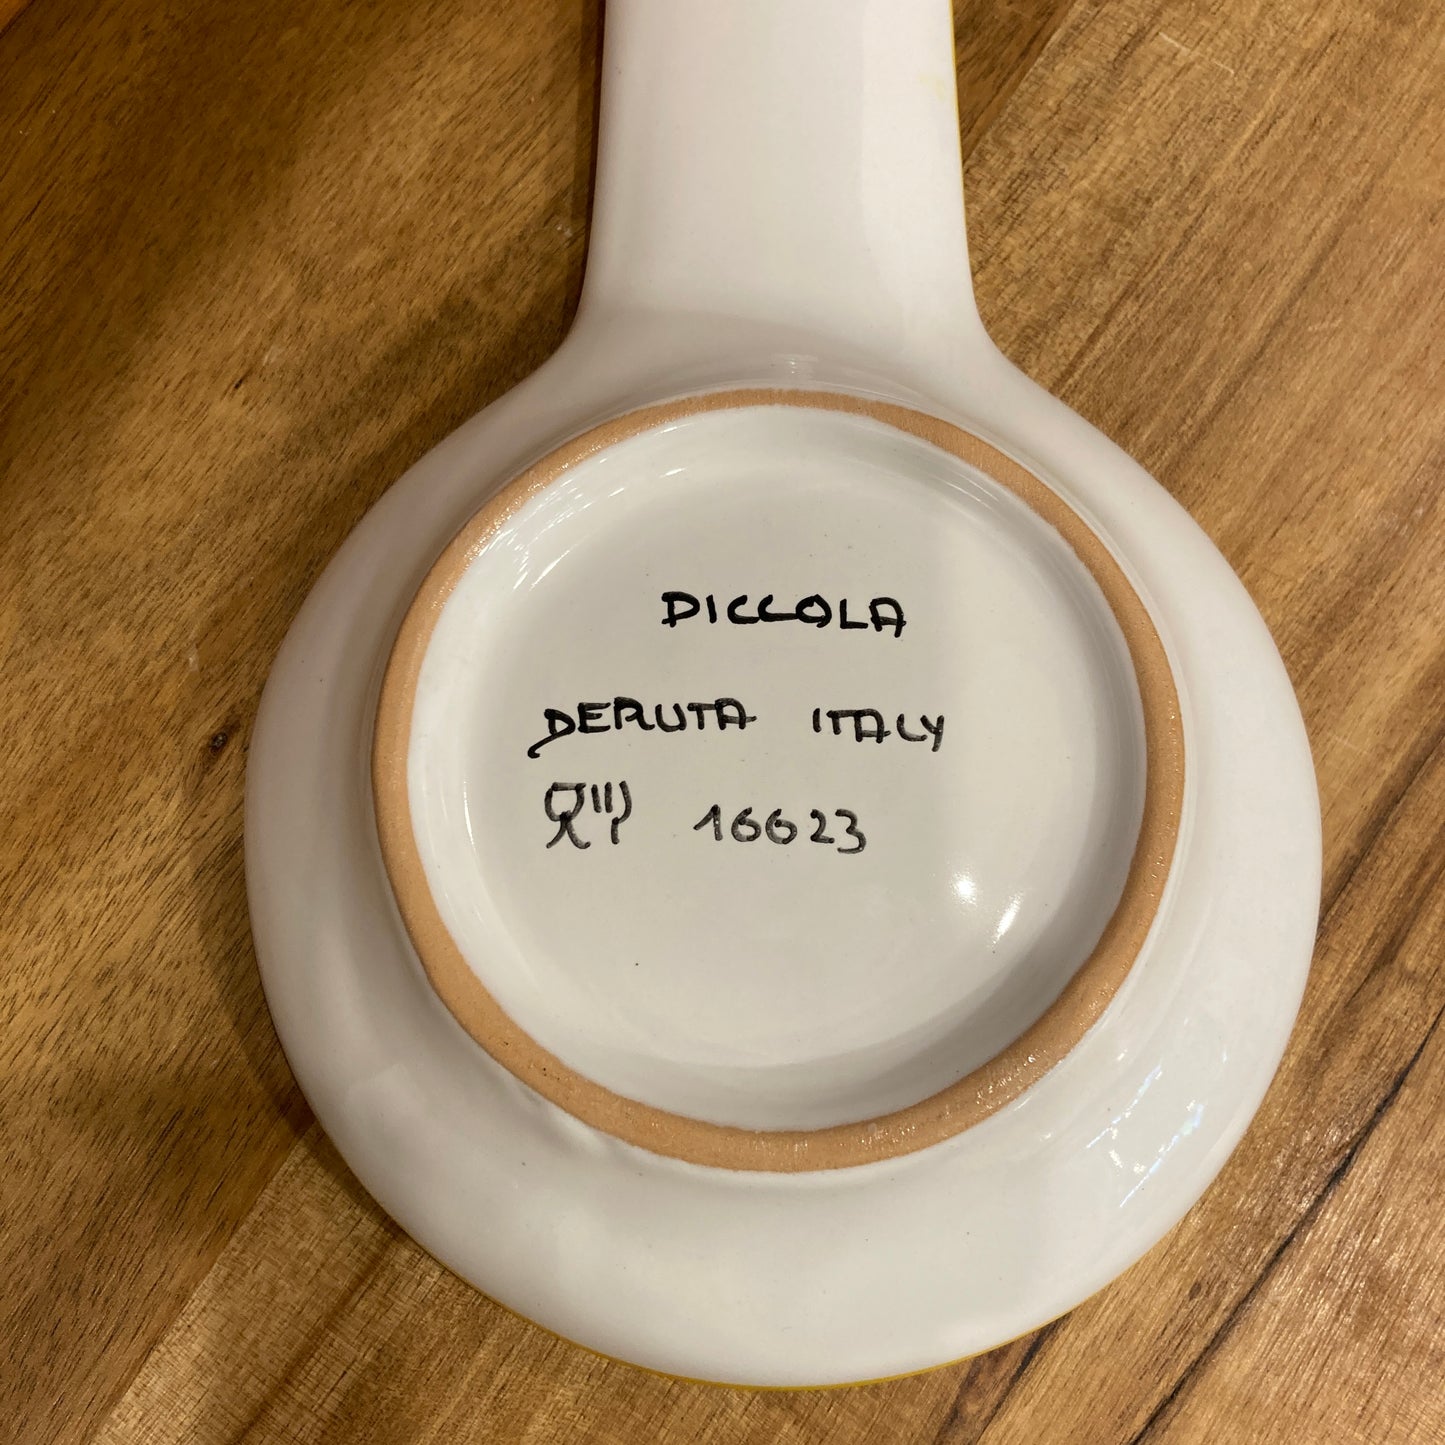 PICCOLA
DERUTA ITALY
16623